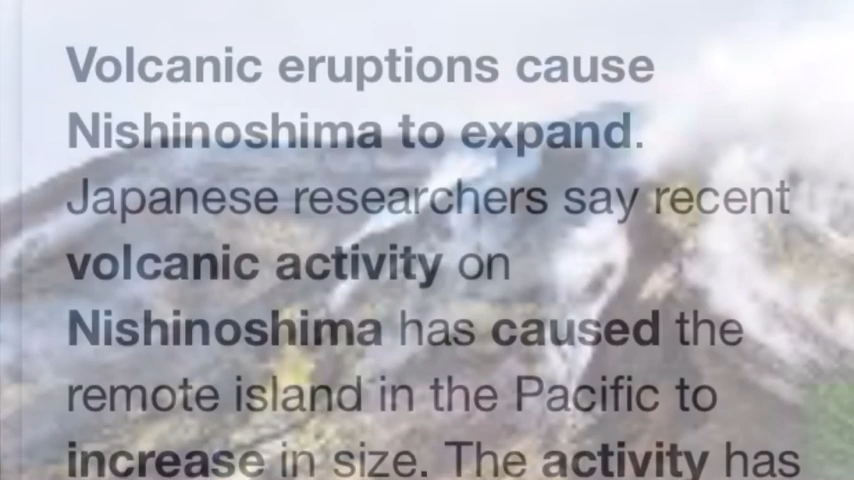 Volcanic eruptions cause
Nishinoshima to expand.
Japanese researchers say recent
volcanic activity on
Nishinoshima has caused the
remote island in the Pacific to
increase in size. The activity has